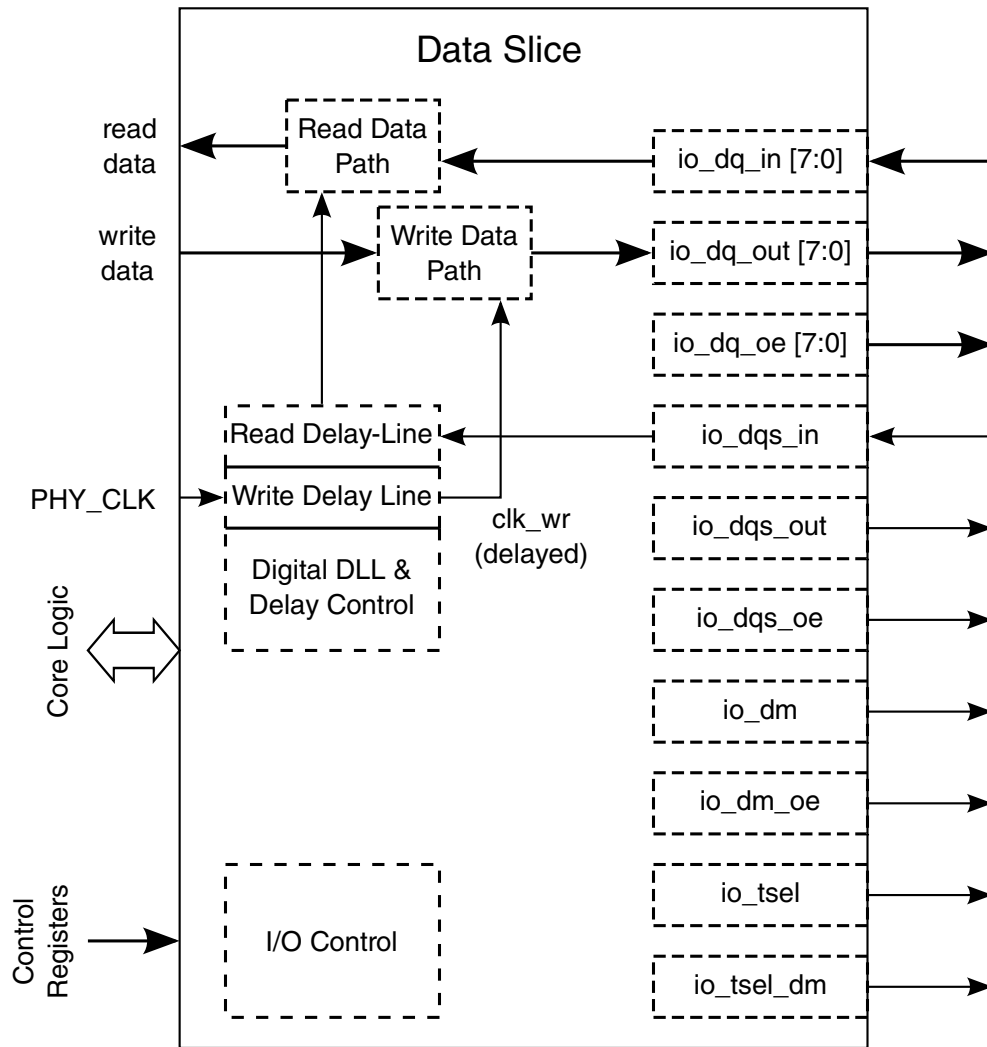 Data Slice
read
data
Read Data
Path
io_dq_in [7:0]
write
data
Write Data
Path
io_dq_out [7:0]
io_dq_oe [7:0]
Read Delay-Line
io_dqs_in
PHY_CLK
Write Delay Line
clk_wr
(delayed)
io_dqs_out
Digital DLL &
Delay Control
io_dqs_oe
Core Logic
io_dm
io_dm_oe
io_tsel
Control
Registers
I/O Control
io_tsel_dm